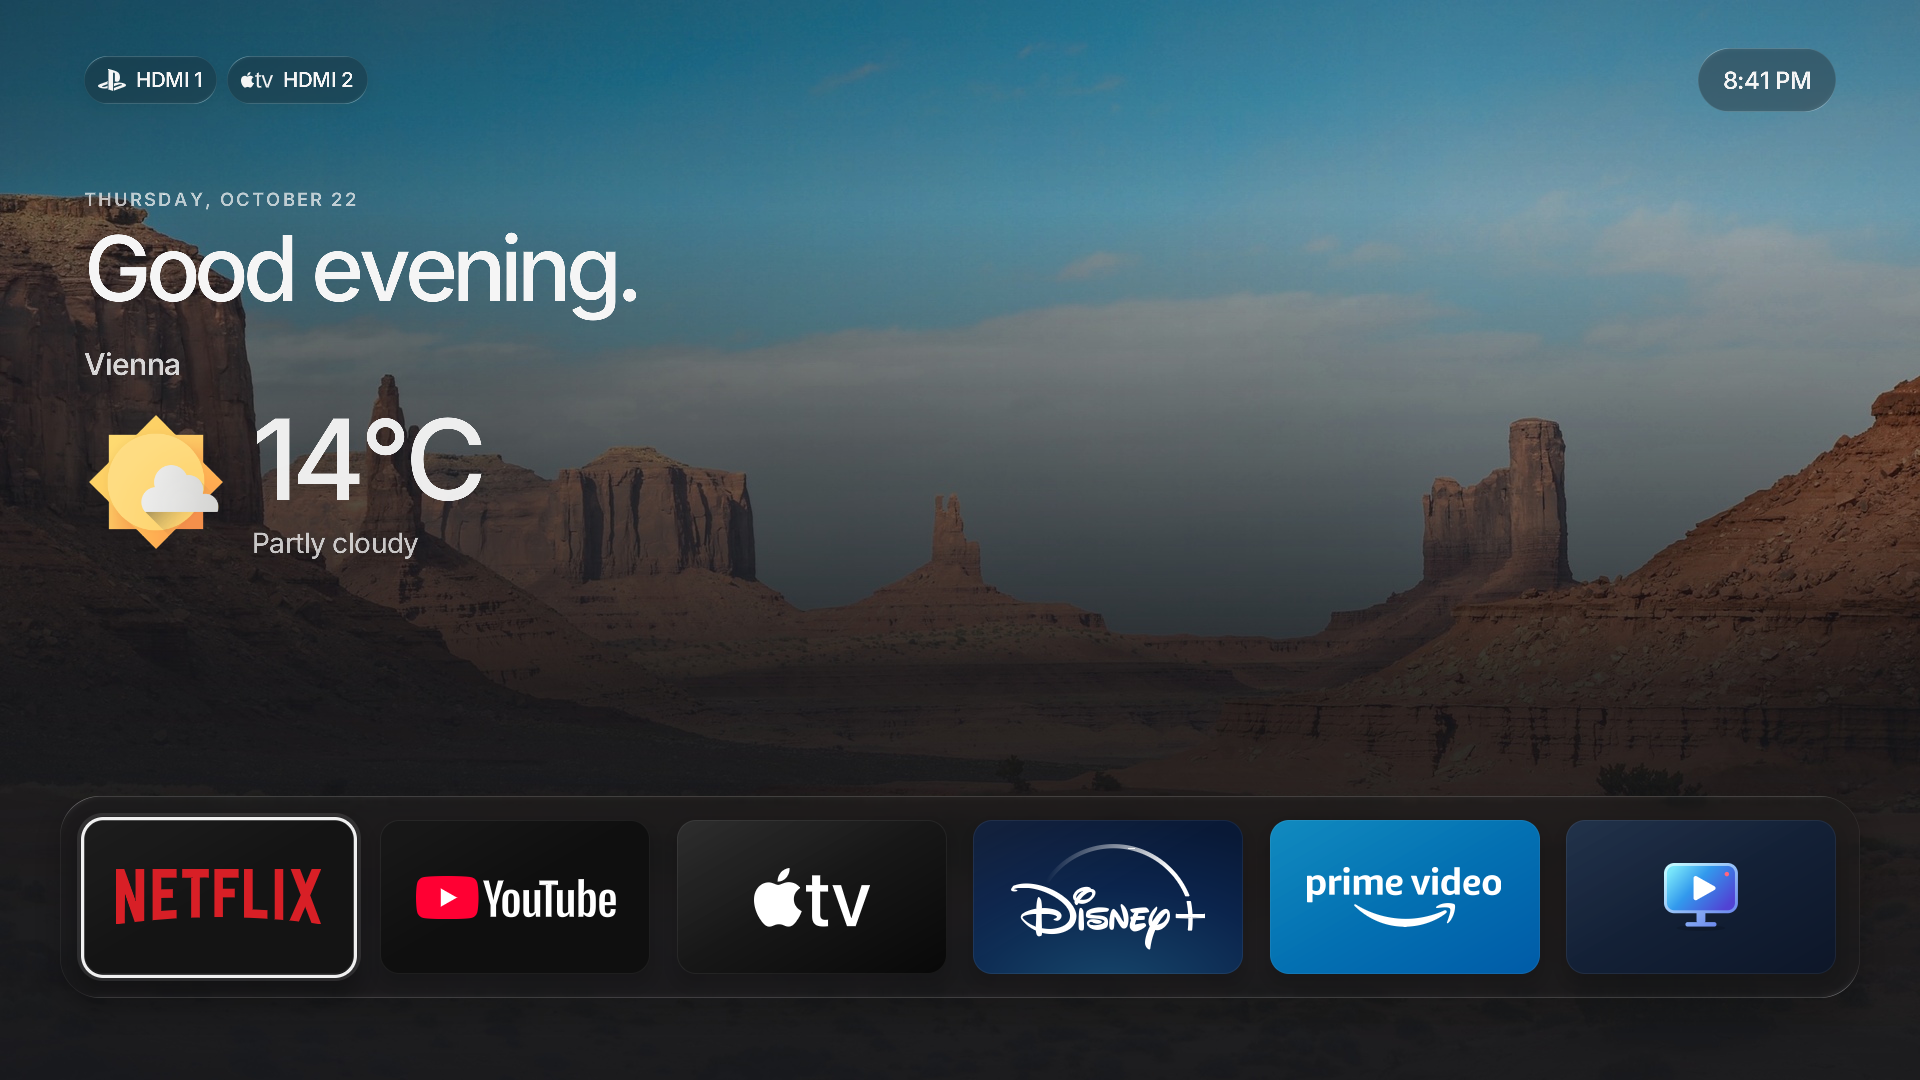 HDMI 1
tv HDMI 2
8:41 PM
THURSDAY, OCTOBER 22
Good evening.
Vienna
14°C
Partly cloudy
NETFLIX
YouTube
tv
Disney+
prime video